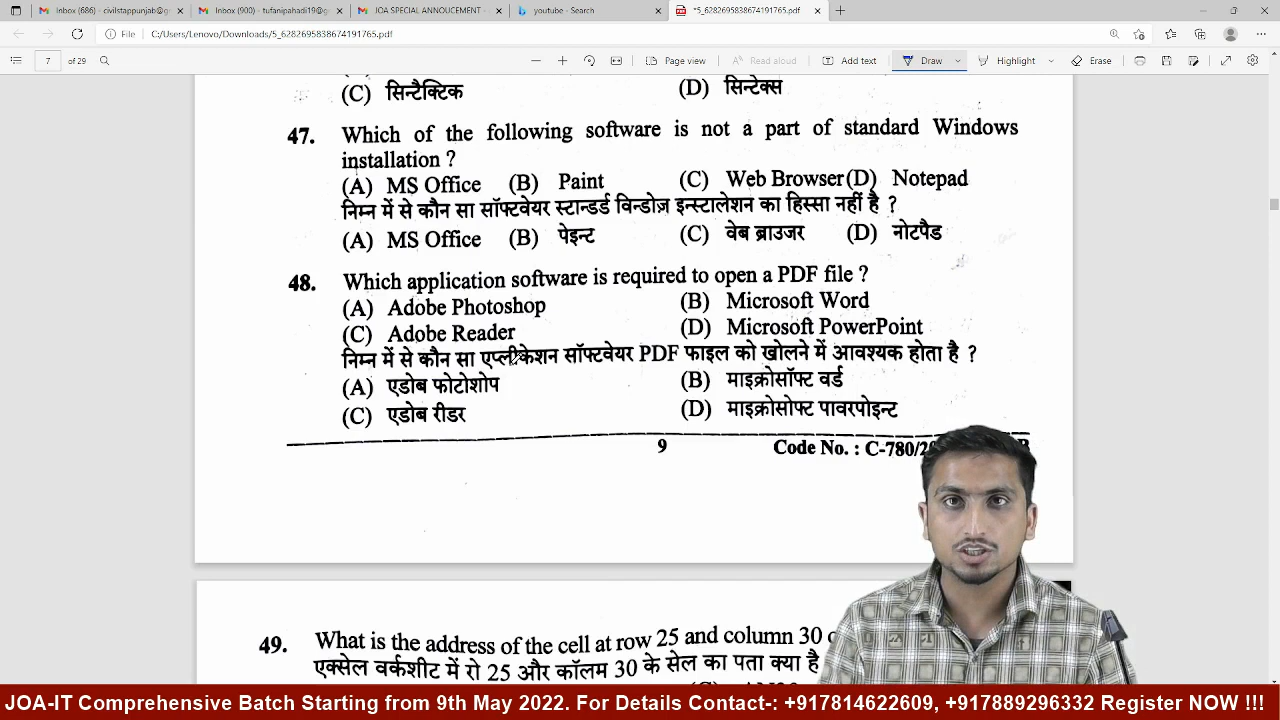 Inbox (686) - civilstappunjab@g
Inbox (900) - tufanipahadi19@g
JOA SPECIAL ANNOUCEMENT -
youtube - Search
*5_6282695838674191765.pdf
File
C:/Users/Lenovo/Downloads/5_6282695838674191765.pdf
7 of 29
Page view
Read aloud
Add text
Draw
Highlight
Erase
(C) सिन्टैक्टिक (D) सिन्टेक्स
47. Which of the following software is not a part of standard Windows
installation ?
(A) MS Office (B) Paint (C) Web Browser (D) Notepad
निम्न में से कौन सा सॉफ्टवेयर स्टान्डर्ड विन्डोज़ इन्स्टालेशन का हिस्सा नहीं है ?
(A) MS Office (B) पेइन्ट (C) वेब ब्राउजर (D) नोटपैड
48. Which application software is required to open a PDF file ?
(A) Adobe Photoshop (B) Microsoft Word
(C) Adobe Reader (D) Microsoft PowerPoint
निम्न में से कौन सा एप्लीकेशन सॉफ्टवेयर PDF फाइल को खोलने में आवश्यक होता है ?
(A) एडोब फोटोशोप (B) माइक्रोसॉफ्ट वर्ड
(C) एडोब रीडर (D) माइक्रोसोफ्ट पावरपोइन्ट
9 Code No. : C-780/2
49. What is the address of the cell at row 25 and column 30
एक्सेल वर्कशीट में रो 25 और कॉलम 30 के सेल का पता क्या है
JOA-IT Comprehensive Batch Starting from 9th May 2022. For Details Contact-: +917814622609, +917889296332 Register NOW !!!